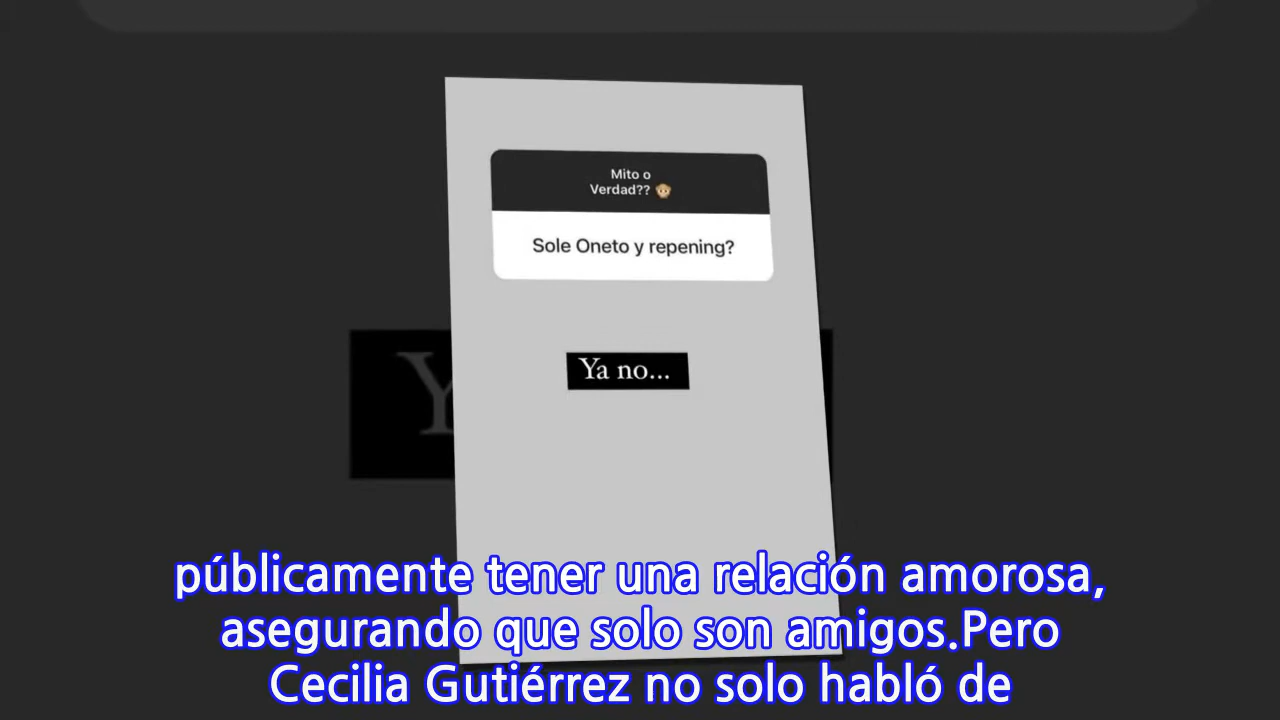 Mito o
Verdad?? 🐵
Sole Oneto y repening?
Ya no...
públicamente tener una relación amorosa,
asegurando que solo son amigos.Pero
Cecilia Gutiérrez no solo habló de